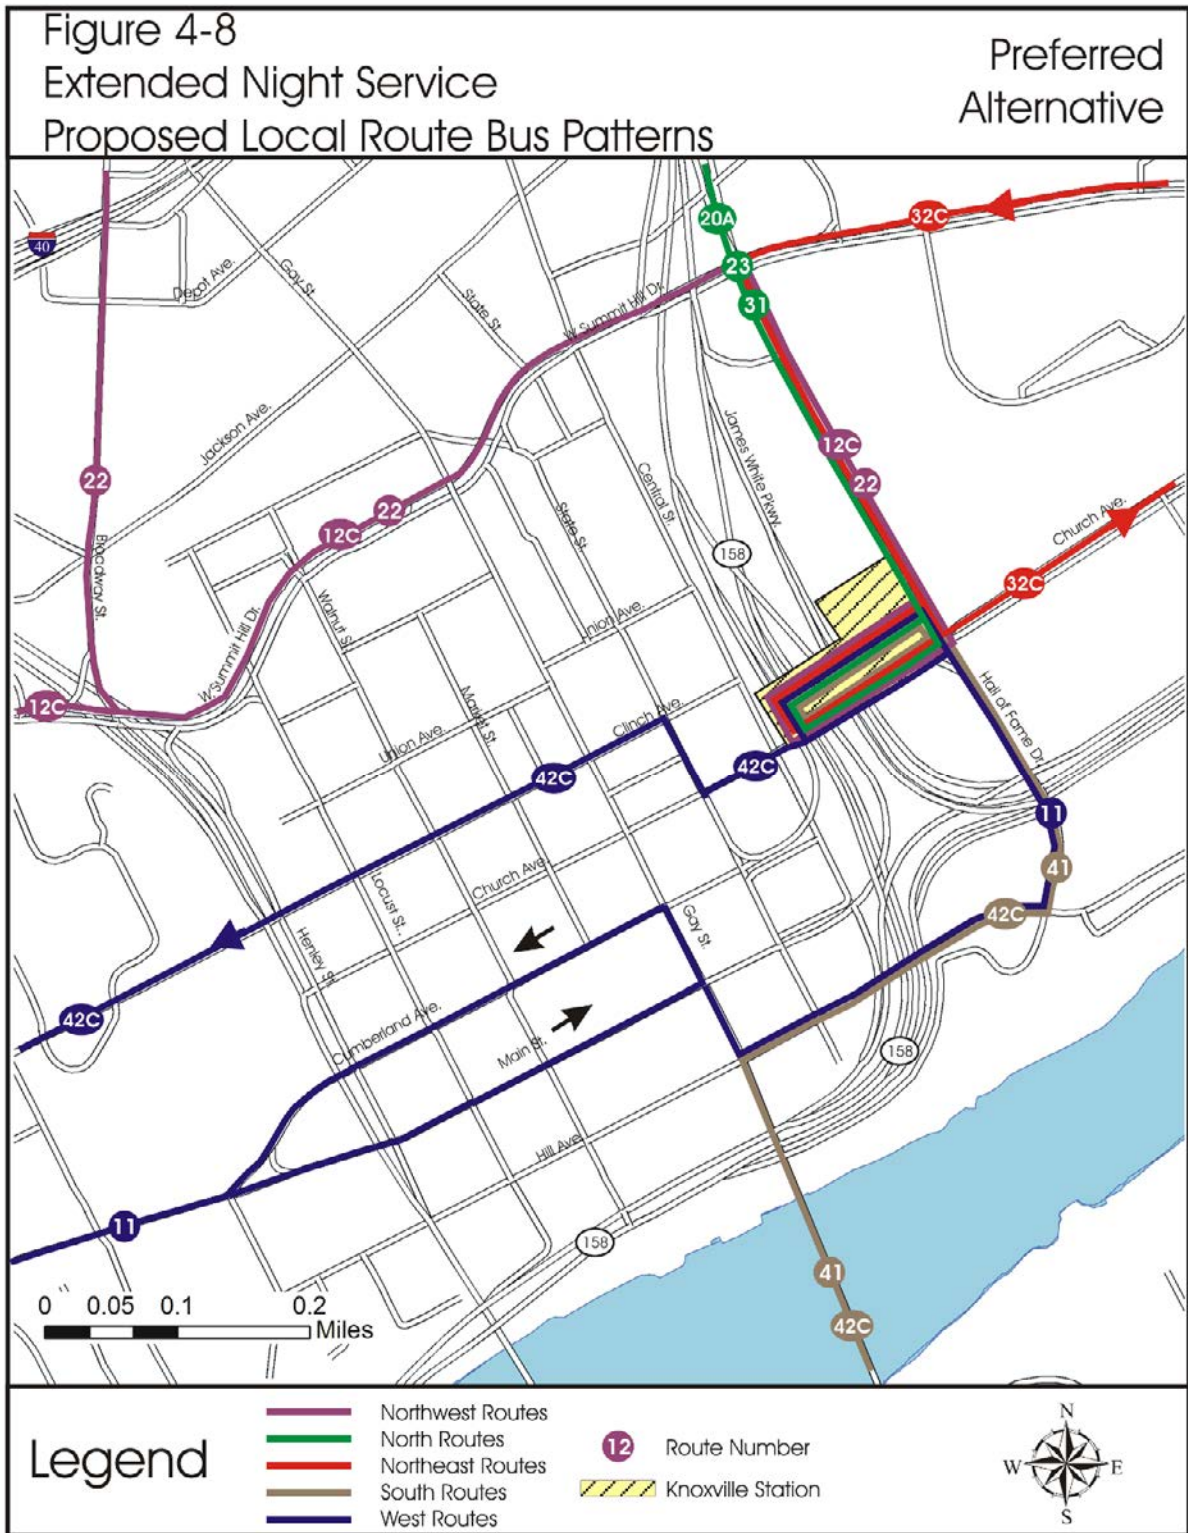 Figure 4-8
Extended Night Service
Proposed Local Route Bus Patterns
Preferred
Alternative
20A
32C
23
31
40
Depot Ave.
Gay St.
State St.
W. Summit Hill Dr.
Jackson Ave.
James White Pkwy.
12C
22
22
Central St.
Church Ave.
22
12C
State St.
158
32C
Broadway St.
Walnut St.
Union Ave.
W.Summit Hill Dr.
12C
Market St.
Hall of Fame Dr.
Clinch Ave.
Union Ave.
42C
42C
11
Locust St.
Church Ave.
41
Gay St.
42C
Henley St.
42C
Cumberland Ave.
Main St.
158
Hill Ave.
11
158
41
42C
0 0.05 0.1 0.2
Miles
Legend
Northwest Routes
North Routes
Northeast Routes
South Routes
West Routes
12 Route Number
Knoxville Station
N
W E
S